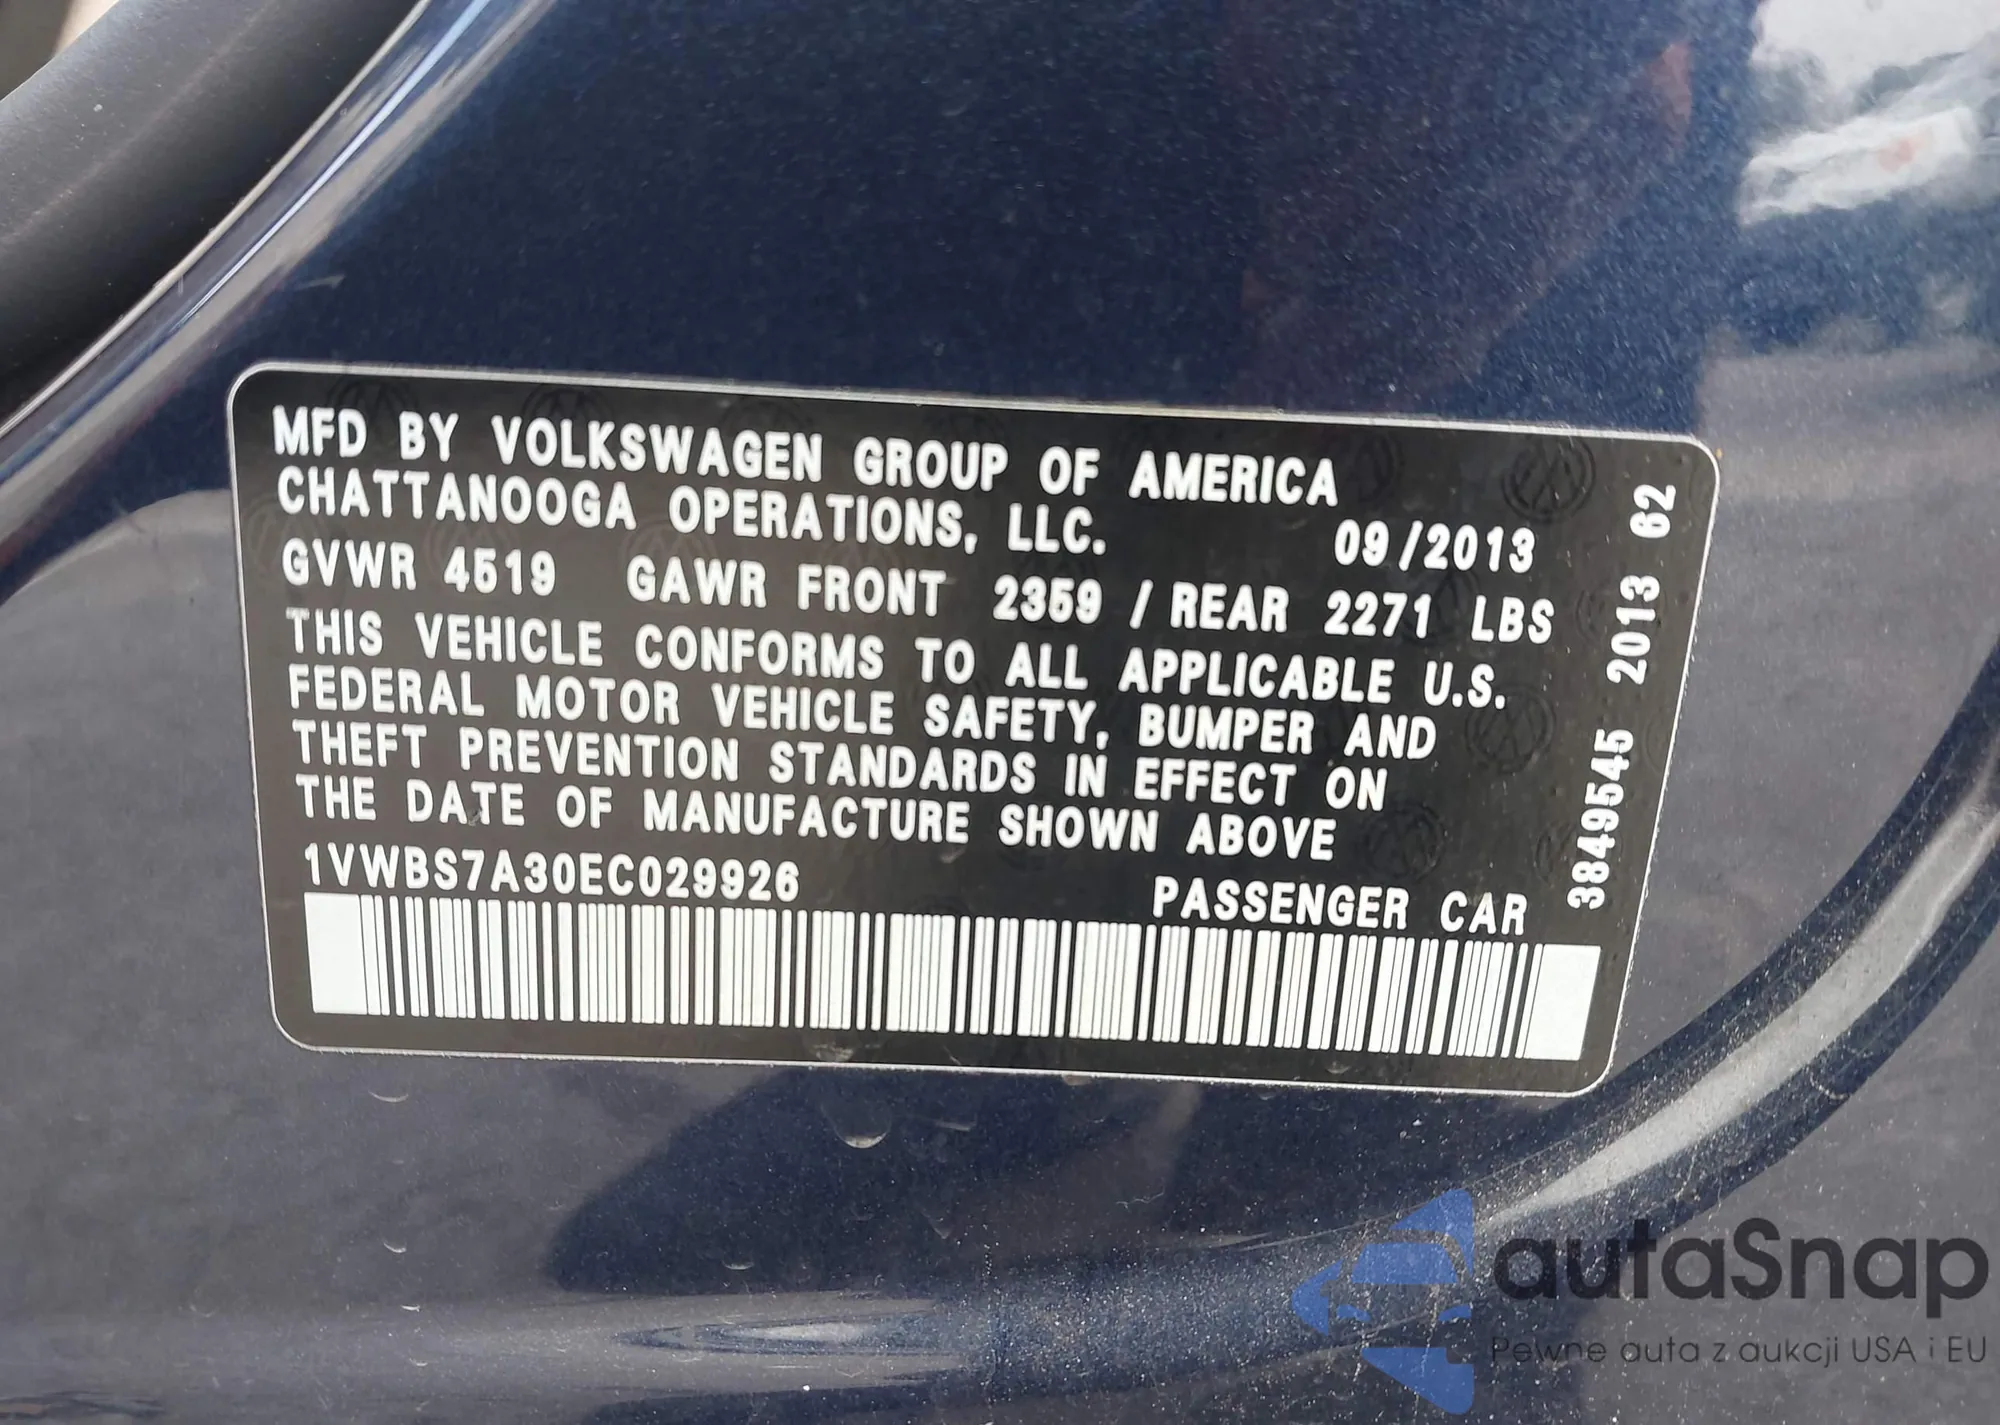 MFD BY VOLKSWAGEN GROUP OF AMERICA
CHATTANOOGA OPERATIONS, LLC. 09/2013
GVWR 4519 GAWR FRONT 2359 / REAR 2271 LBS
THIS VEHICLE CONFORMS TO ALL APPLICABLE U.S.
FEDERAL MOTOR VEHICLE SAFETY, BUMPER AND
THEFT PREVENTION STANDARDS IN EFFECT ON
THE DATE OF MANUFACTURE SHOWN ABOVE
1VWBS7A30EC029926 PASSENGER CAR
3849545 2013 62
autaSnap
Pewne auta z aukcji USA i EU